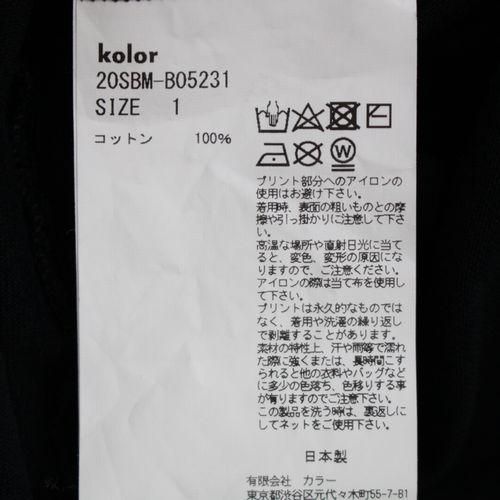 kolor
20SBM-B05231
SIZE 1
コットン 100%
プリント部分へのアイロンの
使用はお避け下さい。
着用時、表面の粗いものとの摩
擦や引っ掛かりに注意して下さ
い。
高温な場所や直射日光に当て
ると、変色、変形の原因にな
りますので、ご注意ください。
アイロンの際は当て布を使用し
て下さい。
プリントは永久的なものでは
なく、着用や洗濯の繰り返し
で剥離することがあります。
素材の特性上、汗や雨等で濡れ
た際に強くまたは、長時間こす
られると他の衣料やバッグなど
に多少の色落ち、色移りする事
が有りますのでご注意下さい。
この製品を洗う時は、裏返しに
してネットをご使用下さい。
日本製
有限会社 カラー
東京都渋谷区元代々木町55-7-B1